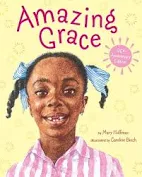 Amazing
Grace
by Mary Hoffman
illustrated by Caroline Binch